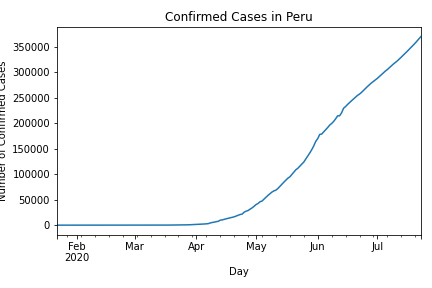 Confirmed Cases in Peru
350000
300000
250000
200000
150000
100000
50000
0
Number of Confirmed Cases
Feb Mar Apr May Jun Jul
2020
Day